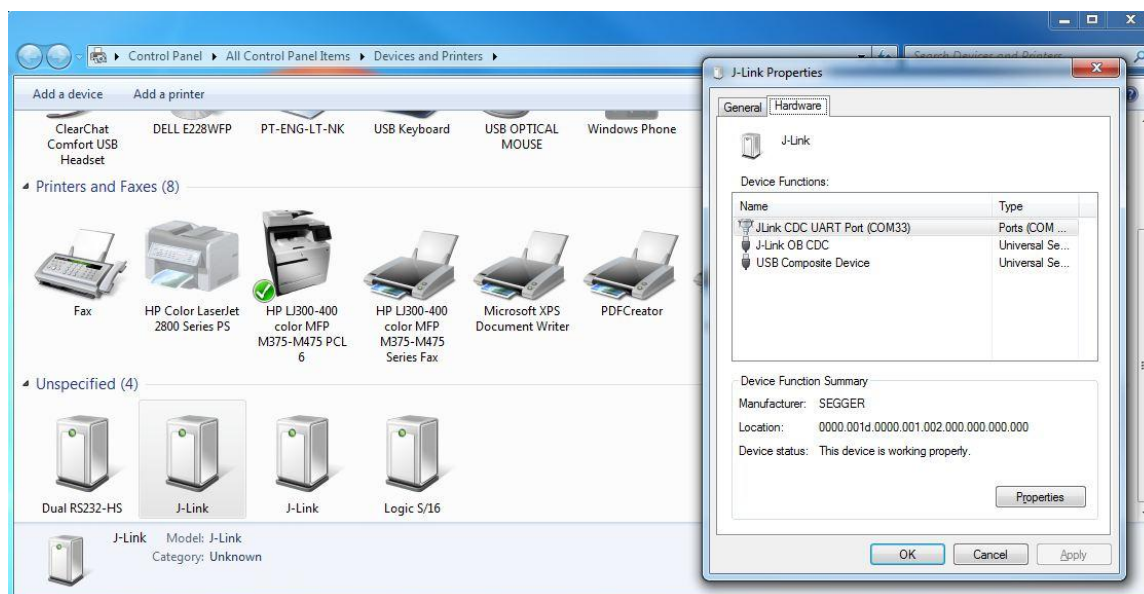 Control Panel ▸ All Control Panel Items ▸ Devices and Printers ▸
Search Devices and Printers
Add a device
Add a printer
ClearChat
Comfort USB
Headset
DELL E228WFP
PT-ENG-LT-NK
USB Keyboard
USB OPTICAL
MOUSE
Windows Phone
Printers and Faxes (8)
Fax
HP Color LaserJet
2800 Series PS
HP LJ300-400
color MFP
M375-M475 PCL
6
HP LJ300-400
color MFP
M375-M475
Series Fax
Microsoft XPS
Document Writer
PDFCreator
Unspecified (4)
Dual RS232-HS
J-Link
J-Link
Logic S/16
J-Link Model: J-Link
Category: Unknown
J-Link Properties
General
Hardware
J-Link
Device Functions:
Name Type
JLink CDC UART Port (COM33) Ports (COM ...
J-Link OB CDC Universal Se...
USB Composite Device Universal Se...
Device Function Summary
Manufacturer: SEGGER
Location: 0000.001d.0000.001.002.000.000.000.000
Device status: This device is working properly.
Properties
OK
Cancel
Apply